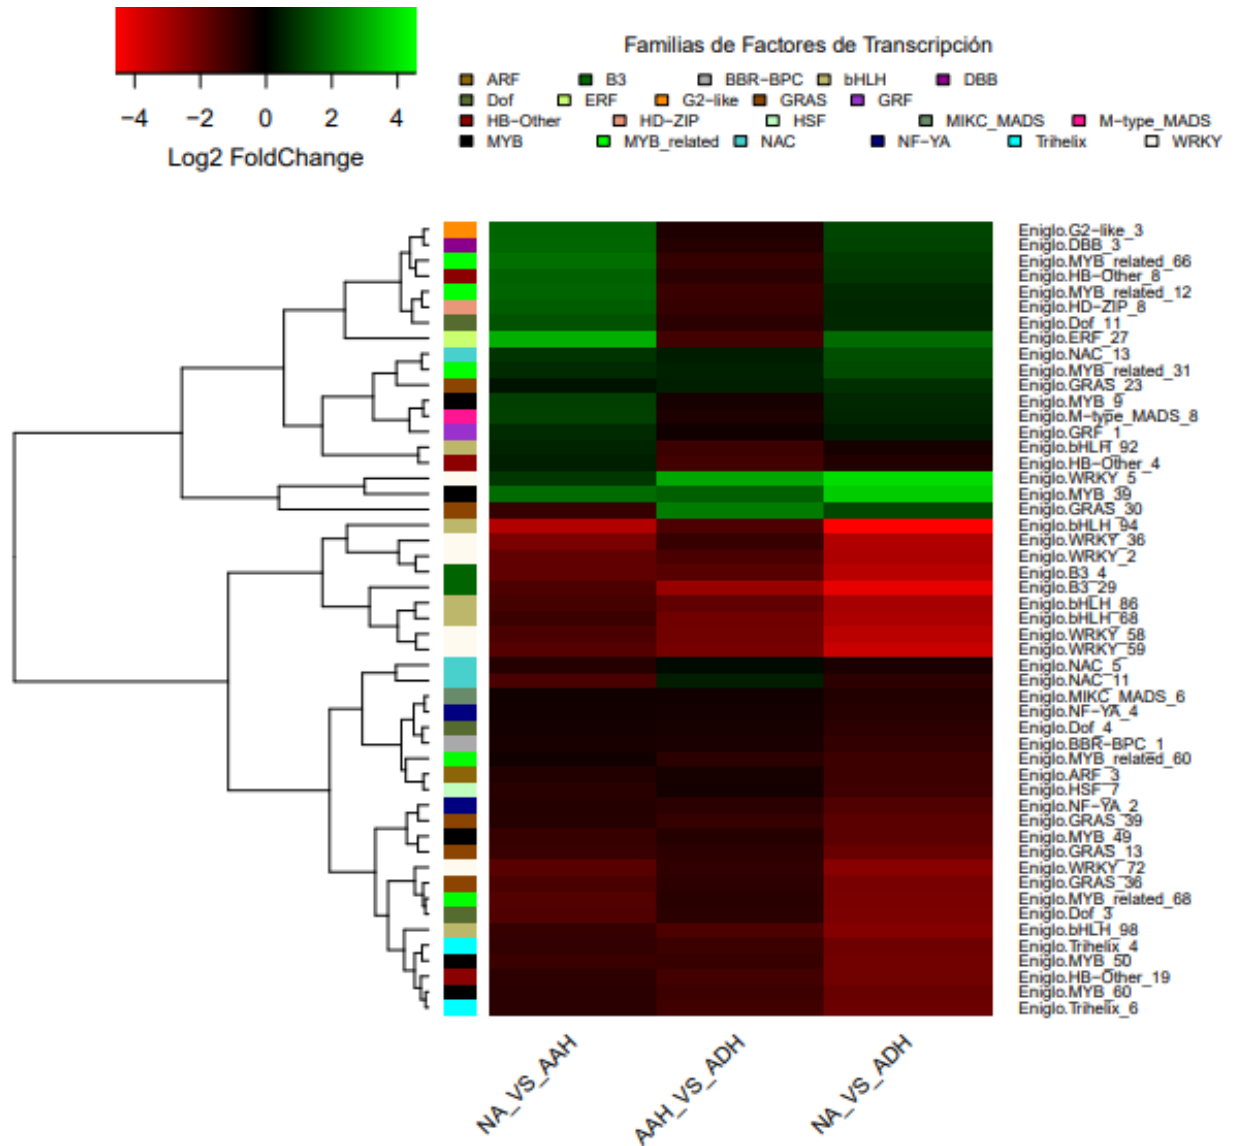 −4 −2 0 2 4
Log2 FoldChange
Familias de Factores de Transcripción
ARF B3 BBR−BPC bHLH DBB
Dof ERF G2−like GRAS GRF
HB−Other HD−ZIP HSF MIKC_MADS M−type_MADS
MYB MYB_related NAC NF−YA Trihelix WRKY
Eniglo.G2−like_3
Eniglo.DBB_3
Eniglo.MYB_related_66
Eniglo.HB−Other_8
Eniglo.MYB_related_12
Eniglo.HD−ZIP_8
Eniglo.Dof_11
Eniglo.ERF_27
Eniglo.NAC_13
Eniglo.MYB_related_31
Eniglo.GRAS_23
Eniglo.MYB_9
Eniglo.M−type_MADS_8
Eniglo.GRF_1
Eniglo.bHLH_92
Eniglo.HB−Other_4
Eniglo.WRKY_5
Eniglo.MYB_39
Eniglo.GRAS_30
Eniglo.bHLH_94
Eniglo.WRKY_36
Eniglo.WRKY_2
Eniglo.B3_4
Eniglo.B3_29
Eniglo.bHLH_86
Eniglo.bHLH_68
Eniglo.WRKY_58
Eniglo.WRKY_59
Eniglo.NAC_5
Eniglo.NAC_11
Eniglo.MIKC_MADS_6
Eniglo.NF−YA_4
Eniglo.Dof_4
Eniglo.BBR−BPC_1
Eniglo.MYB_related_60
Eniglo.ARF_3
Eniglo.HSF_7
Eniglo.NF−YA_2
Eniglo.GRAS_39
Eniglo.MYB_49
Eniglo.GRAS_13
Eniglo.WRKY_72
Eniglo.GRAS_36
Eniglo.MYB_related_68
Eniglo.Dof_3
Eniglo.bHLH_98
Eniglo.Trihelix_4
Eniglo.MYB_50
Eniglo.HB−Other_19
Eniglo.MYB_60
Eniglo.Trihelix_6
NA_VS_AAH
AAH_VS_ADH
NA_VS_ADH